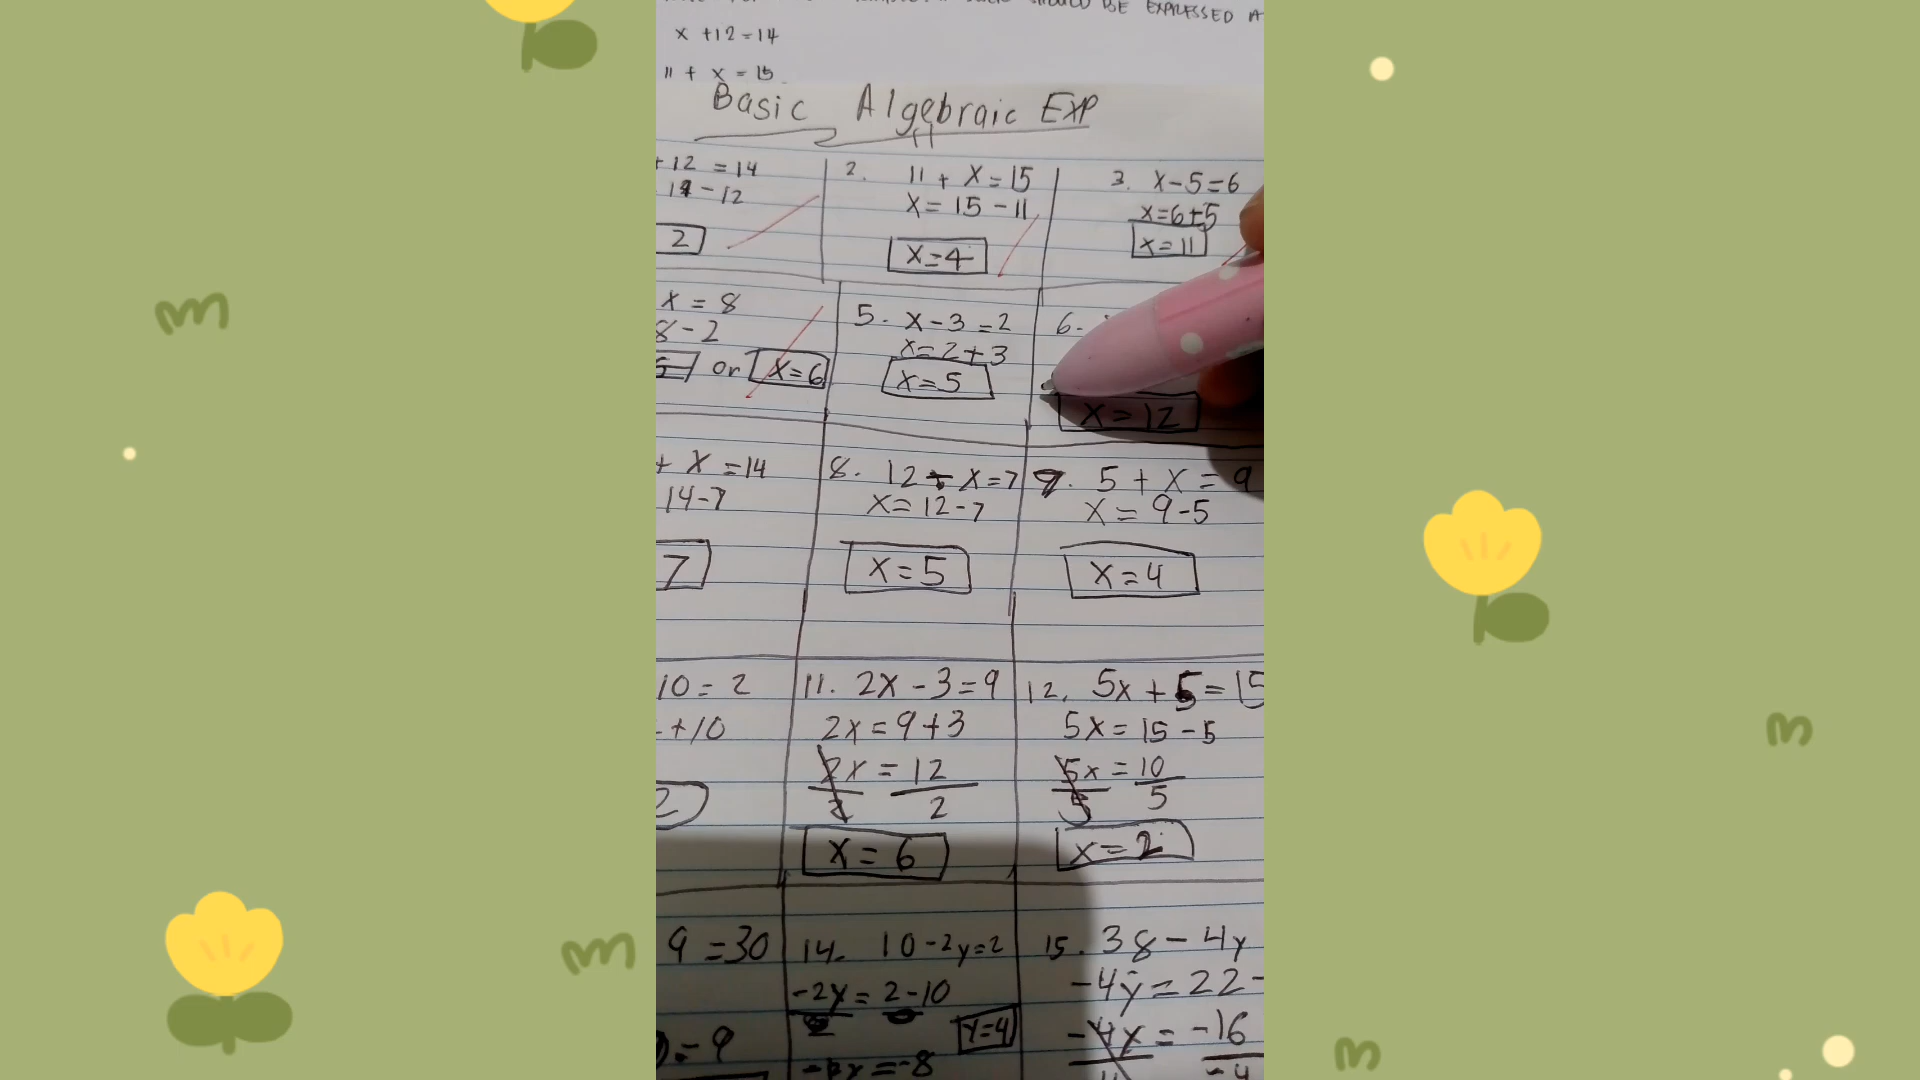 SHOULD BE EXPRESSED A
x + 12 = 14
11 + x = 15
Basic Algebraic EXP
+ 12 = 14
14 - 12
2
2. 11 + x = 15
x = 15 - 11
x = 4
3. x - 5 = 6
x = 6 + 5
x = 11
x = 8
8 - 2
or x = 6
5. x - 3 = 2
x = 2 + 3
x = 5
6.
x = 12
+ x = 14
14 - 7
7
8. 12 - x = 7
x = 12 - 7
x = 5
9. 5 + x = 9
x = 9 - 5
x = 4
10 = 2
+ 10
2
11. 2x - 3 = 9
2x = 9 + 3
2x = 12
2 2
x = 6
12. 5x + 5 = 15
5x = 15 - 5
5x = 10
5 5
x = 2
9 = 30
= 9
14. 10 - 2y = 2
-2y = 2 - 10
y = 4
= -8
15. 38 - 4y
-4y = 22 -
-4x = -16
-4